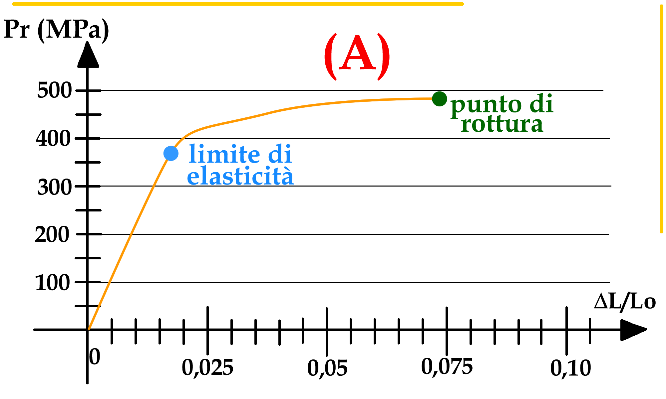 Pr (MPa)
(A)
500
punto di
rottura
400
limite di
elasticità
300
200
100
ΔL/Lo
0
0,025
0,05
0,075
0,10